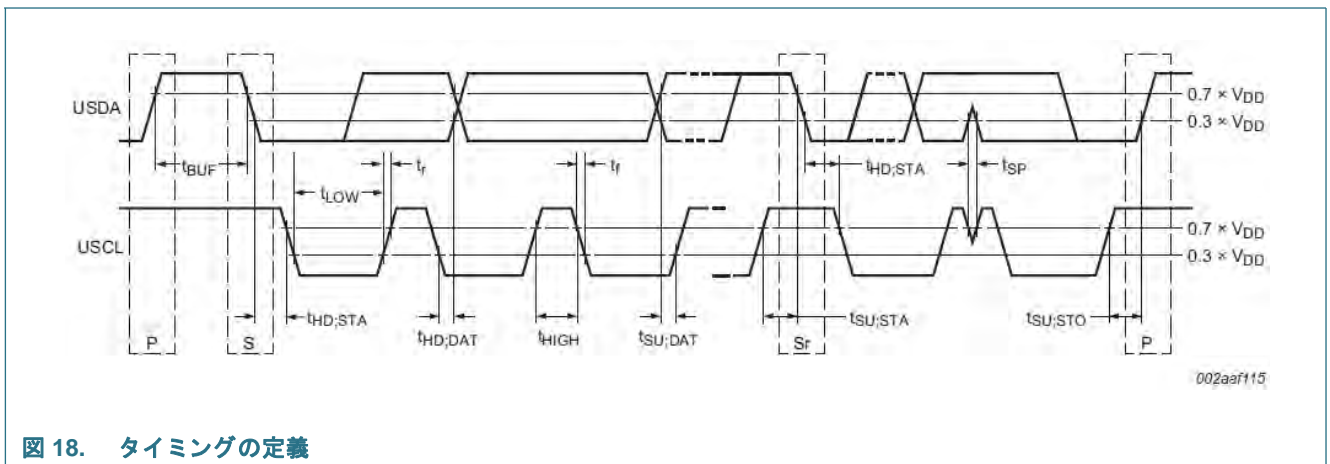 0.7 × VDD
USDA
0.3 × VDD
tBUF
tr
tf
tHD;STA
tSP
tLOW
0.7 × VDD
USCL
0.3 × VDD
tHD;STA
tHD;DAT
tHIGH
tSU;DAT
tSU;STA
tSU;STO
P
S
Sr
P
002aaf115
図 18. タイミングの定義